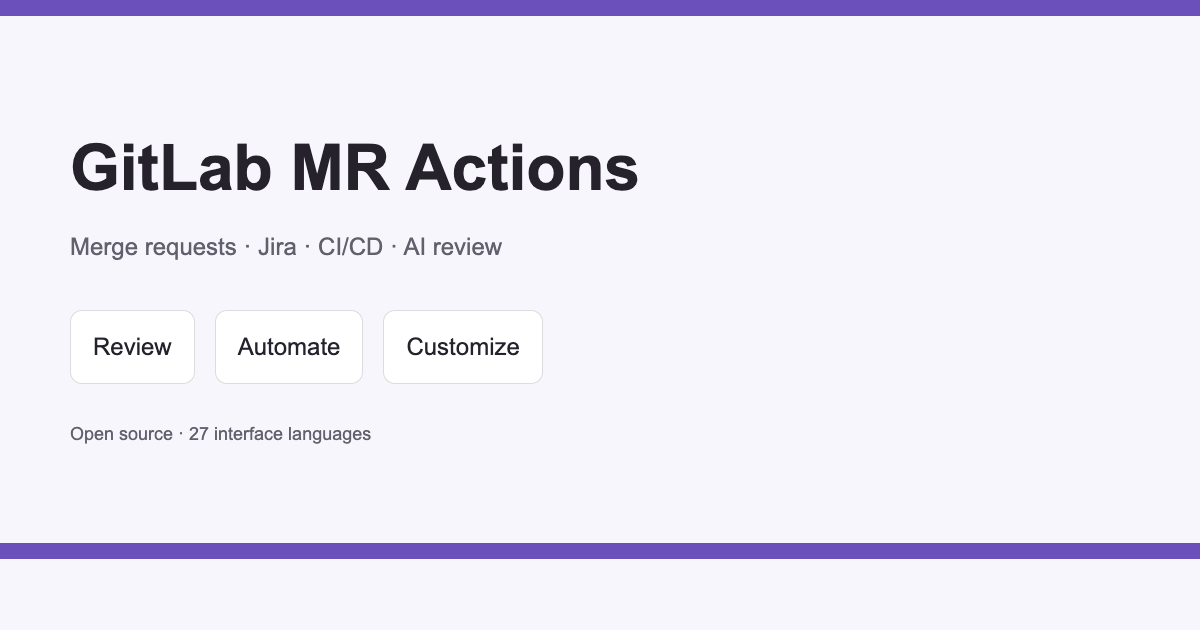 GitLab MR Actions
Merge requests · Jira · CI/CD · AI review
Review
Automate
Customize
Open source · 27 interface languages